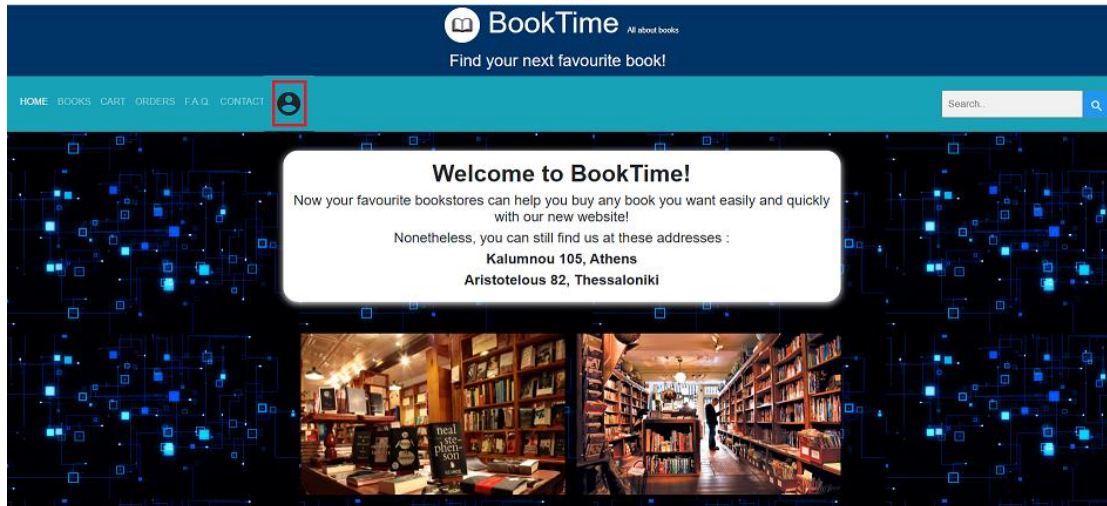 BookTime All about books
Find your next favourite book!
HOME BOOKS CART ORDERS F.A.Q. CONTACT
Search..
Welcome to BookTime!
Now your favourite bookstores can help you buy any book you want easily and quickly
with our new website!
Nonetheless, you can still find us at these addresses :
Kalumnou 105, Athens
Aristotelous 82, Thessaloniki
neal
ste-
phen-
son